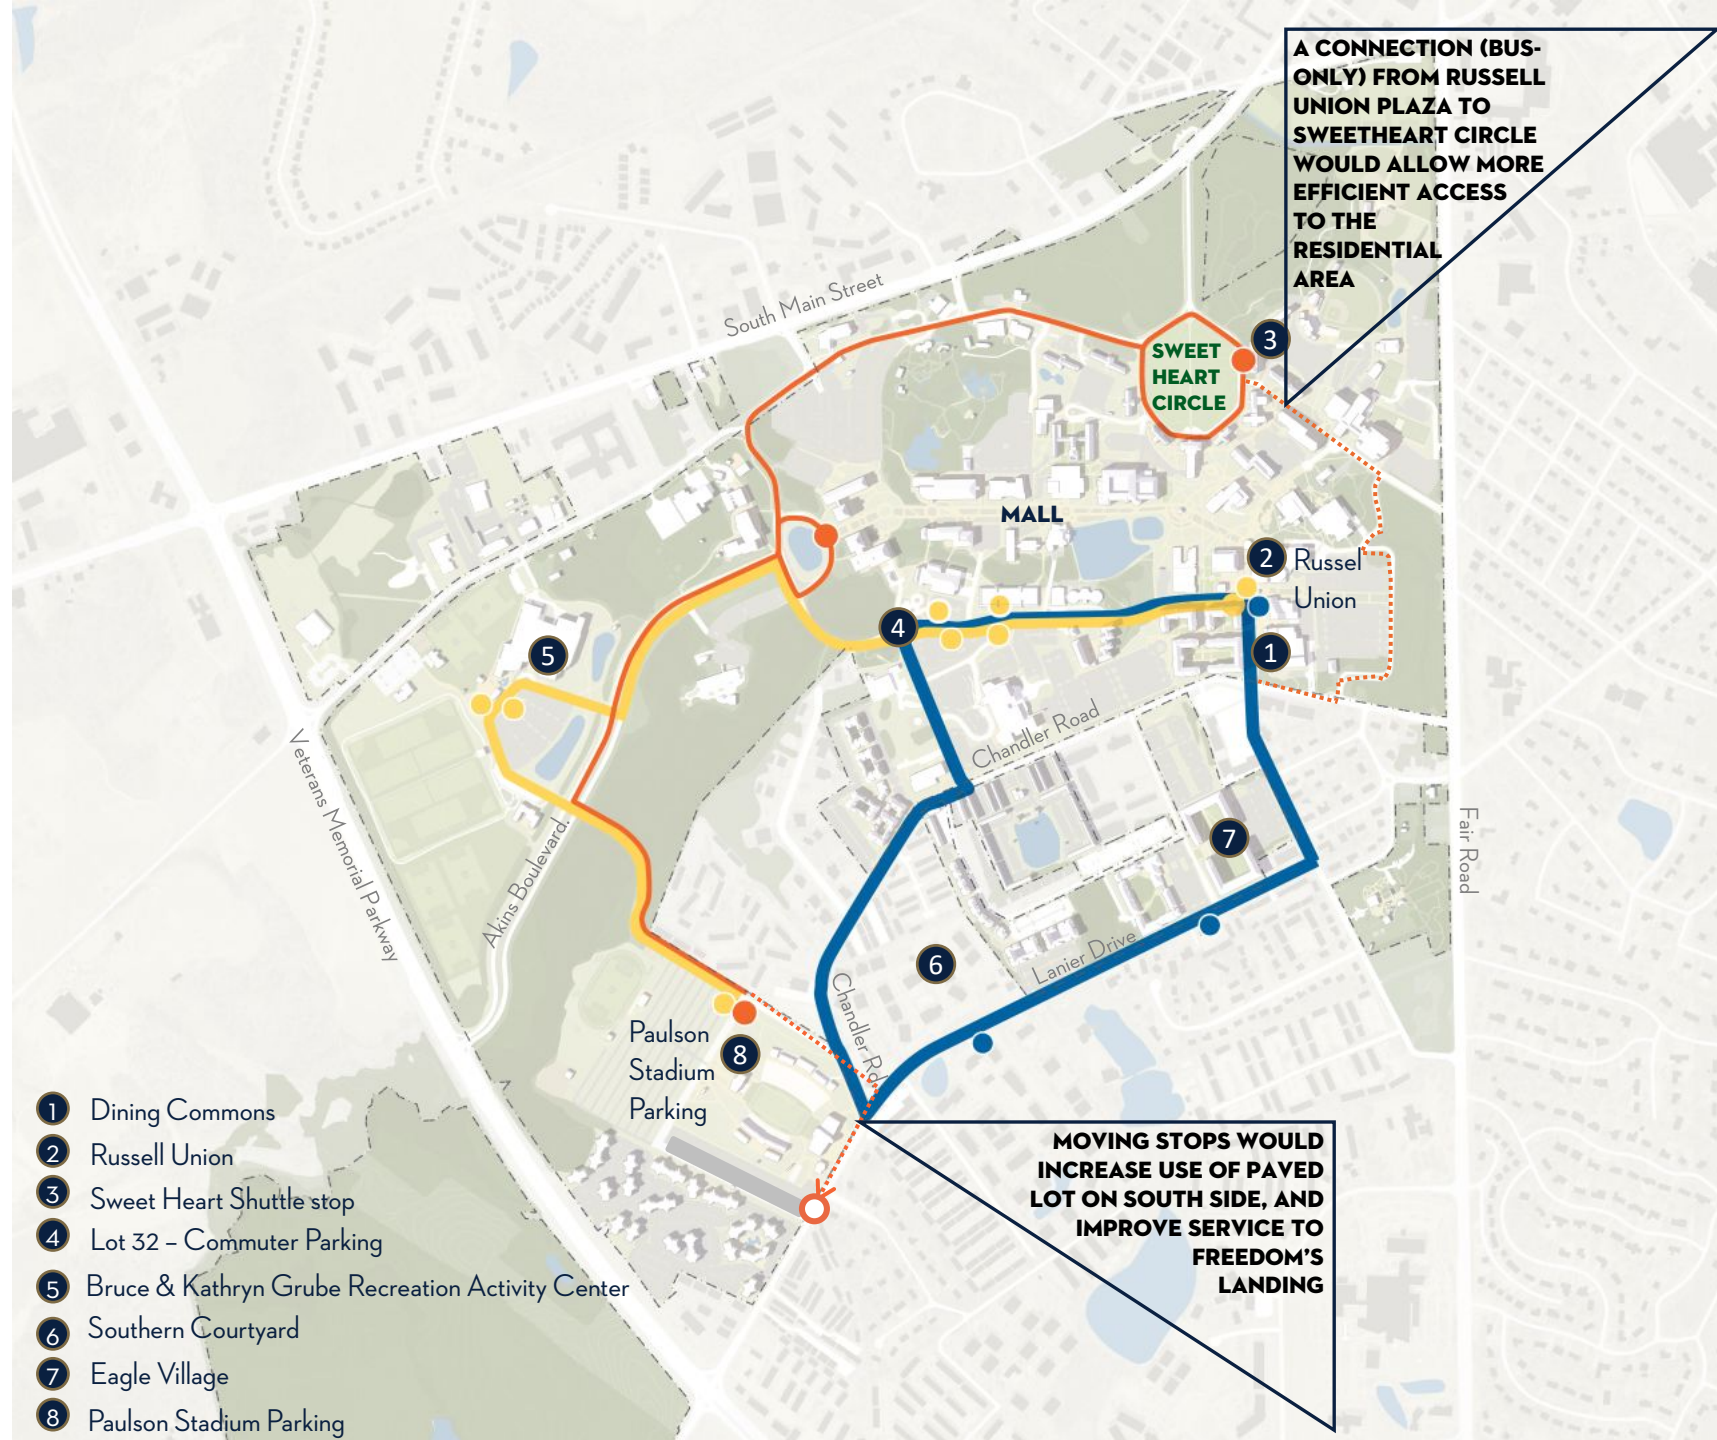 A CONNECTION (BUS-
ONLY) FROM RUSSELL
UNION PLAZA TO
SWEETHEART CIRCLE
WOULD ALLOW MORE
EFFICIENT ACCESS
TO THE
RESIDENTIAL
AREA
South Main Street
3
SWEET
HEART
CIRCLE
MALL
2
Russel
Union
4
5
1
Chandler Road
Veterans Memorial Parkway
Akins Boulevard.
7
Fair Road
6
Lanier Drive
Chandler Rd
Paulson
Stadium
Parking
8
MOVING STOPS WOULD
INCREASE USE OF PAVED
LOT ON SOUTH SIDE, AND
IMPROVE SERVICE TO
FREEDOM'S
LANDING
1 Dining Commons
2 Russell Union
3 Sweet Heart Shuttle stop
4 Lot 32 – Commuter Parking
5 Bruce & Kathryn Grube Recreation Activity Center
6 Southern Courtyard
7 Eagle Village
8 Paulson Stadium Parking